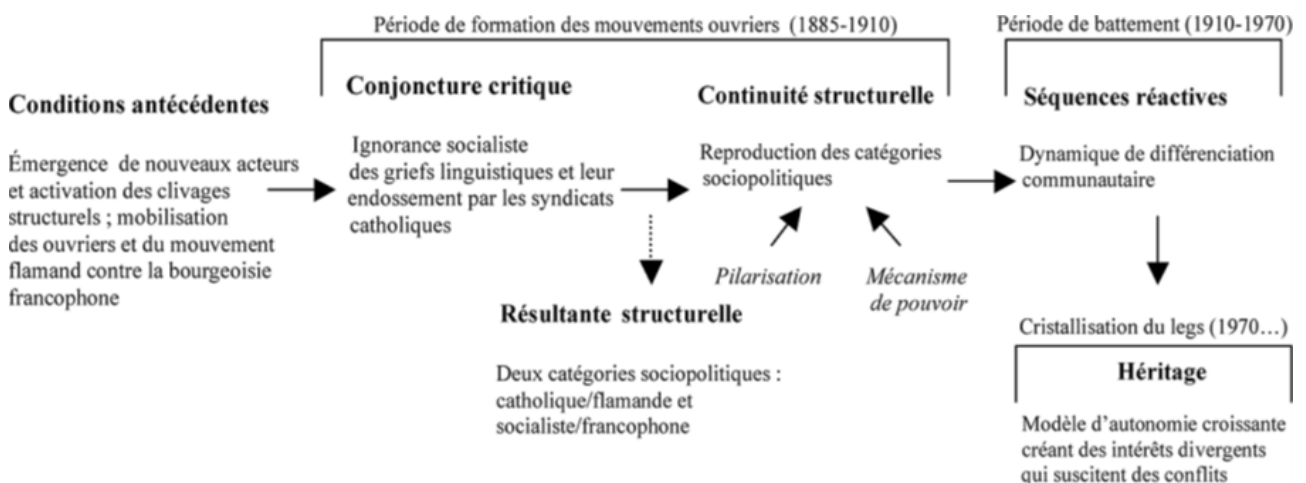 Période de formation des mouvements ouvriers (1885-1910)
Période de battement (1910-1970)
Conditions antécédentes
Émergence de nouveaux acteurs
et activation des clivages
structurels ; mobilisation
des ouvriers et du mouvement
flamand contre la bourgeoisie
francophone
Conjoncture critique
Ignorance socialiste
des griefs linguistiques et leur
endossement par les syndicats
catholiques
Résultante structurelle
Deux catégories sociopolitiques :
catholique/flamande et
socialiste/francophone
Continuité structurelle
Reproduction des catégories
sociopolitiques
Pilarisation
Mécanisme
de pouvoir
Séquences réactives
Dynamique de différenciation
communautaire
Cristallisation du legs (1970…)
Héritage
Modèle d'autonomie croissante
créant des intérêts divergents
qui suscitent des conflits